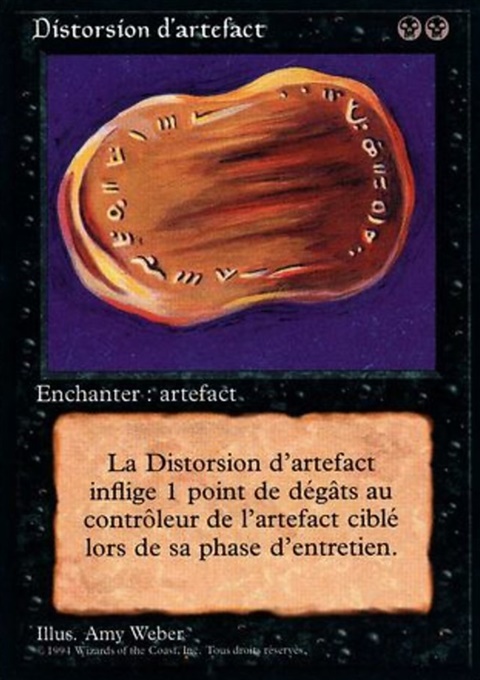 Distorsion d'artefact
Enchanter : artefact
La Distorsion d'artefact
inflige 1 point de dégâts au
contrôleur de l'artefact ciblé
lors de sa phase d'entretien.
Illus. Amy Weber
© 1994 Wizards of the Coast, Inc. Tous droits réservés.